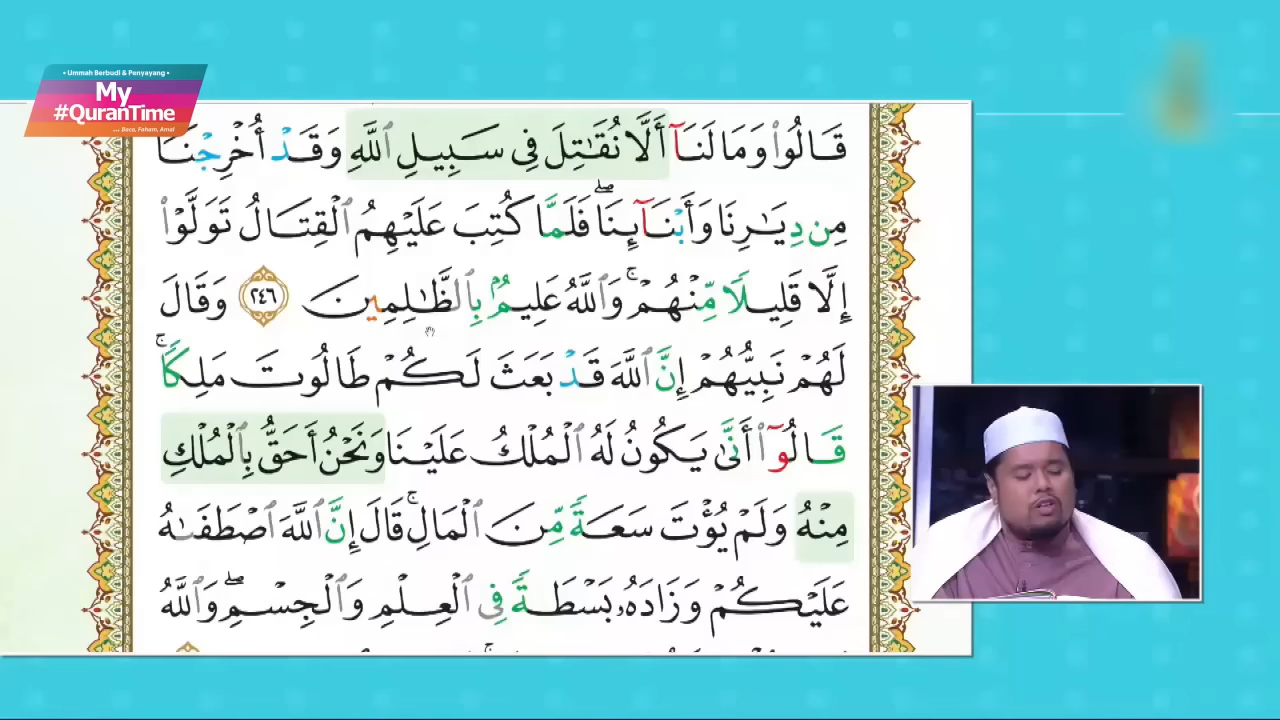 • Ummah Berbudi & Penyayang •
My
#QuranTime
... Baca, Faham, Amal
قَالُوا۟ وَمَا لَنَآ أَلَّا نُقَٰتِلَ فِى سَبِيلِ ٱللَّهِ وَقَدْ أُخْرِجْنَا
مِن دِيَٰرِنَا وَأَبْنَآئِنَا ۖ فَلَمَّا كُتِبَ عَلَيْهِمُ ٱلْقِتَالُ تَوَلَّوْا۟
إِلَّا قَلِيلًا مِّنْهُمْ ۚ وَٱللَّهُ عَلِيمٌۢ بِٱلظَّٰلِمِينَ ٢٤٦ وَقَالَ
لَهُمْ نَبِيُّهُمْ إِنَّ ٱللَّهَ قَدْ بَعَثَ لَكُمْ طَالُوتَ مَلِكًا ۚ
قَالُوٓا۟ أَنَّىٰ يَكُونُ لَهُ ٱلْمُلْكُ عَلَيْنَا وَنَحْنُ أَحَقُّ بِٱلْمُلْكِ
مِنْهُ وَلَمْ يُؤْتَ سَعَةً مِّنَ ٱلْمَالِ ۚ قَالَ إِنَّ ٱللَّهَ ٱصْطَفَىٰهُ
عَلَيْكُمْ وَزَادَهُۥ بَسْطَةً فِى ٱلْعِلْمِ وَٱلْجِسْمِ ۖ وَٱللَّهُ